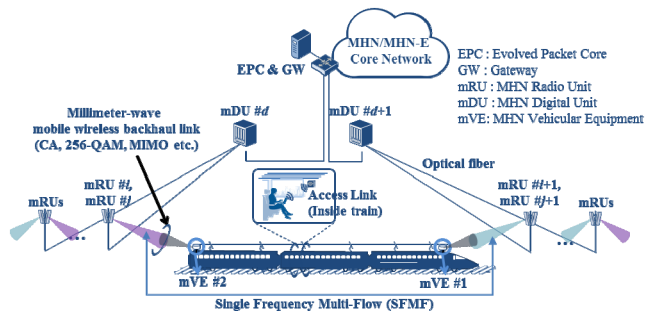 MHN/MHN-E
Core Network
EPC & GW
EPC : Evolved Packet Core
GW : Gateway
mRU : MHN Radio Unit
mDU : MHN Digital Unit
mVE: MHN Vehicular Equipment
mDU #d
mDU #d+1
Millimeter-wave
mobile wireless backhaul link
(CA, 256-QAM, MIMO etc.)
Optical fiber
mRUs
mRU #i,
mRU #j
Access Link
(Inside train)
mRU #i+1,
mRU #j+1
mRUs
...
...
mVE #2
mVE #1
Single Frequency Multi-Flow (SFMF)